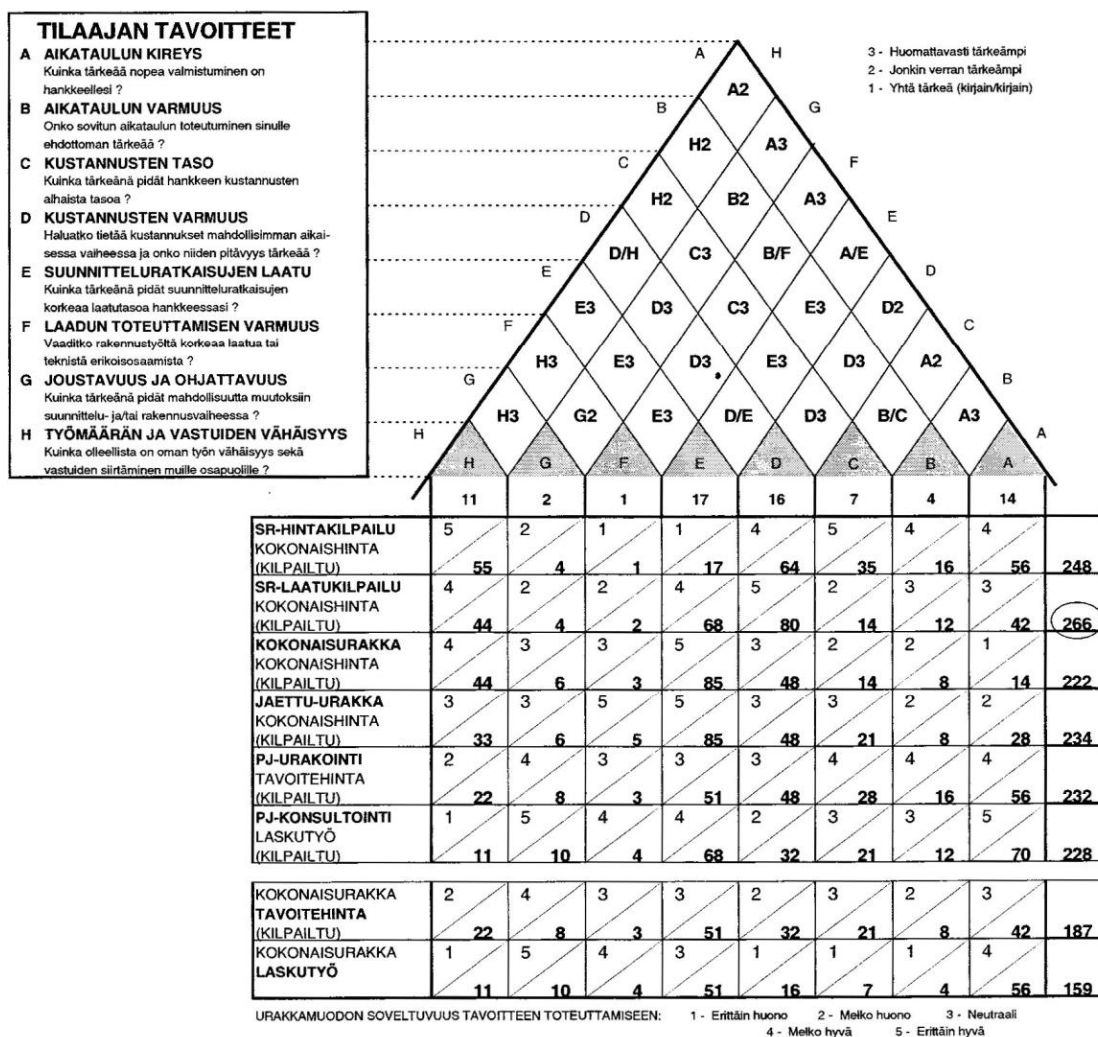 TILAAJAN TAVOITTEET
A AIKATAULUN KIREYS
Kuinka tärkeää nopea valmistuminen on
hankkeellesi ?
B AIKATAULUN VARMUUS
Onko sovitun aikataulun toteutuminen sinulle
ehdottoman tärkeää ?
C KUSTANNUSTEN TASO
Kuinka tärkeänä pidät hankkeen kustannusten
alhaista tasoa ?
D KUSTANNUSTEN VARMUUS
Haluatko tietää kustannukset mahdollisimman aikai-
sessa vaiheessa ja onko niiden pitävyys tärkeää ?
E SUUNNITTELURATKAISUJEN LAATU
Kuinka tärkeänä pidät suunnitteluratkaisujen
korkeaa laatutasoa hankkeessasi ?
F LAADUN TOTEUTTAMISEN VARMUUS
Vaaditko rakennustyöltä korkeaa laatua tai
teknistä erikoisosaamista ?
G JOUSTAVUUS JA OHJATTAVUUS
Kuinka tärkeänä pidät mahdollisuutta muutoksiin
suunnittelu- ja/tai rakennusvaiheessa ?
H TYÖMÄÄRÄN JA VASTUIDEN VÄHÄISYYS
Kuinka olleellista on oman työn vähäisyys sekä
vastuiden siirtäminen muille osapuolille ?
3 - Huomattavasti tärkeämpi
2 - Jonkin verran tärkeämpi
1 - Yhtä tärkeä (kirjain/kirjain)
A H
A2
B G
H2 A3
C F
H2 B2 A3
D E
D/H C3 B/F A/E
E D
E3 D3 C3 E3 D2
F C
H3 E3 D3 E3 D3 A2
G B
H3 G2 E3 D/E D3 B/C A3
H A
H G F E D C B A
11 2 1 17 16 7 4 14
SR-HINTAKILPAILU 5 2 1 1 4 5 4 4
KOKONAISHINTA
(KILPAILTU) 55 4 1 17 64 35 16 56 248
SR-LAATUKILPAILU 4 2 2 4 5 2 3 3
KOKONAISHINTA
(KILPAILTU) 44 4 2 68 80 14 12 42 266
KOKONAISURAKKA 4 3 3 5 3 2 2 1
KOKONAISHINTA
(KILPAILTU) 44 6 3 85 48 14 8 14 222
JAETTU-URAKKA 3 3 5 5 3 3 2 2
KOKONAISHINTA
(KILPAILTU) 33 6 5 85 48 21 8 28 234
PJ-URAKOINTI 2 4 3 3 3 4 4 4
TAVOITEHINTA
(KILPAILTU) 22 8 3 51 48 28 16 56 232
PJ-KONSULTOINTI 1 5 4 4 2 3 3 5
LASKUTYÖ
(KILPAILTU) 11 10 4 68 32 21 12 70 228
KOKONAISURAKKA 2 4 3 3 2 3 2 3
TAVOITEHINTA
(KILPAILTU) 22 8 3 51 32 21 8 42 187
KOKONAISURAKKA 1 5 4 3 1 1 1 4
LASKUTYÖ
11 10 4 51 16 7 4 56 159
URAKKAMUODON SOVELTUVUUS TAVOITTEEN TOTEUTTAMISEEN: 1 - Erittäin huono 2 - Melko huono 3 - Neutraali
4 - Melko hyvä 5 - Erittäin hyvä